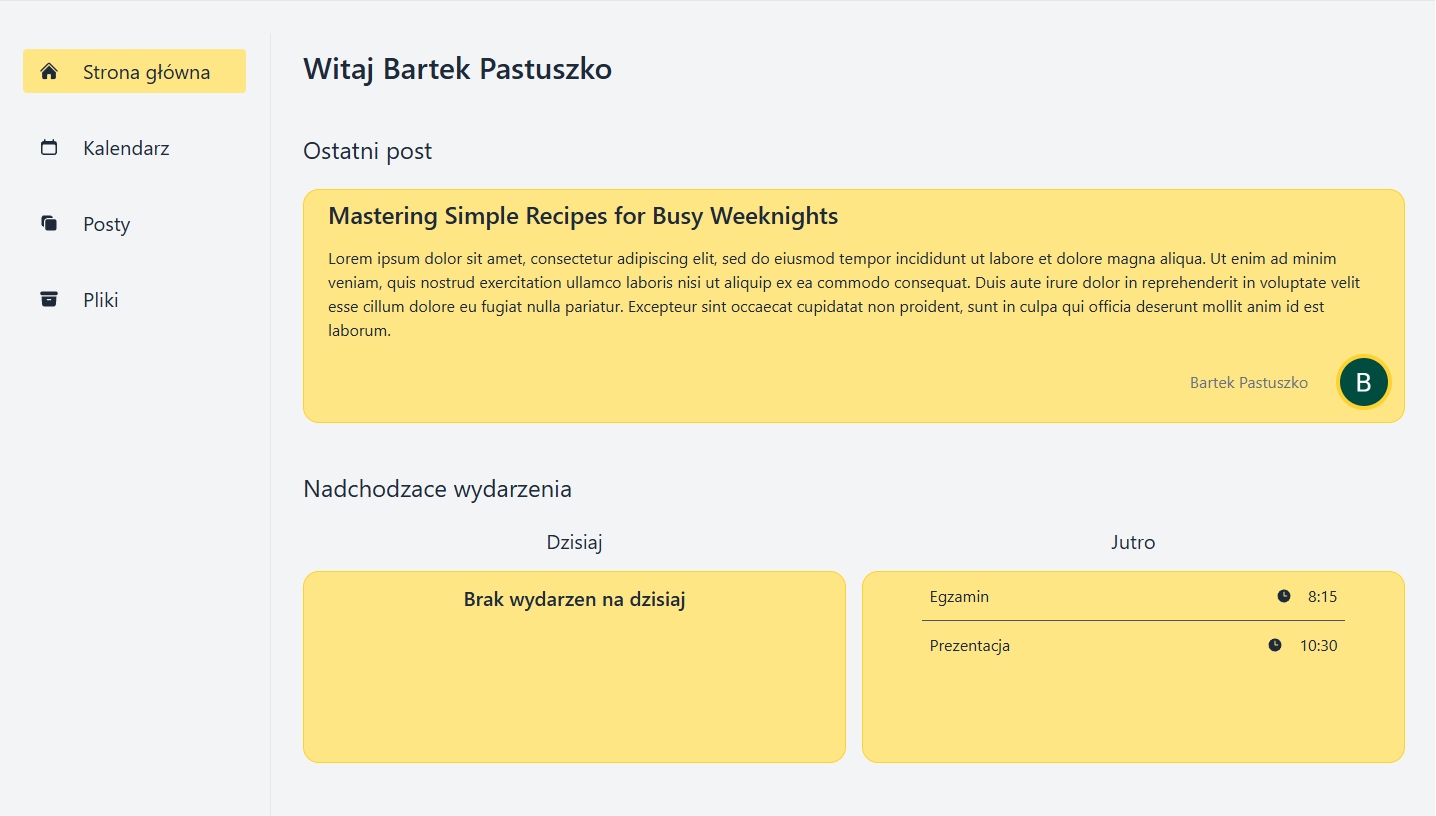 Strona główna
Kalendarz
Posty
Pliki
Witaj Bartek Pastuszko
Ostatni post
Mastering Simple Recipes for Busy Weeknights
Lorem ipsum dolor sit amet, consectetur adipiscing elit, sed do eiusmod tempor incididunt ut labore et dolore magna aliqua. Ut enim ad minim
veniam, quis nostrud exercitation ullamco laboris nisi ut aliquip ex ea commodo consequat. Duis aute irure dolor in reprehenderit in voluptate velit
esse cillum dolore eu fugiat nulla pariatur. Excepteur sint occaecat cupidatat non proident, sunt in culpa qui officia deserunt mollit anim id est
laborum.
Bartek Pastuszko B
Nadchodzace wydarzenia
Dzisiaj
Brak wydarzen na dzisiaj
Jutro
Egzamin 8:15
Prezentacja 10:30